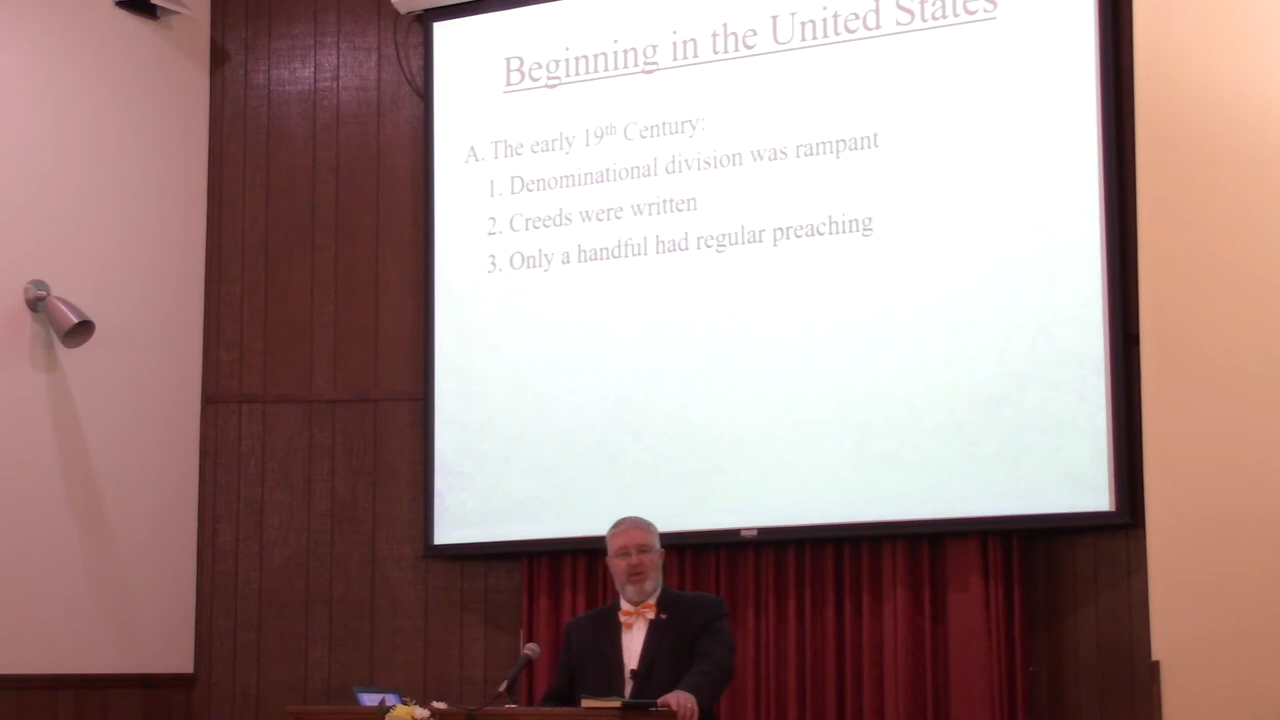 Beginning in the United States
A. The early 19th Century:
1. Denominational division was rampant
2. Creeds were written
3. Only a handful had regular preaching